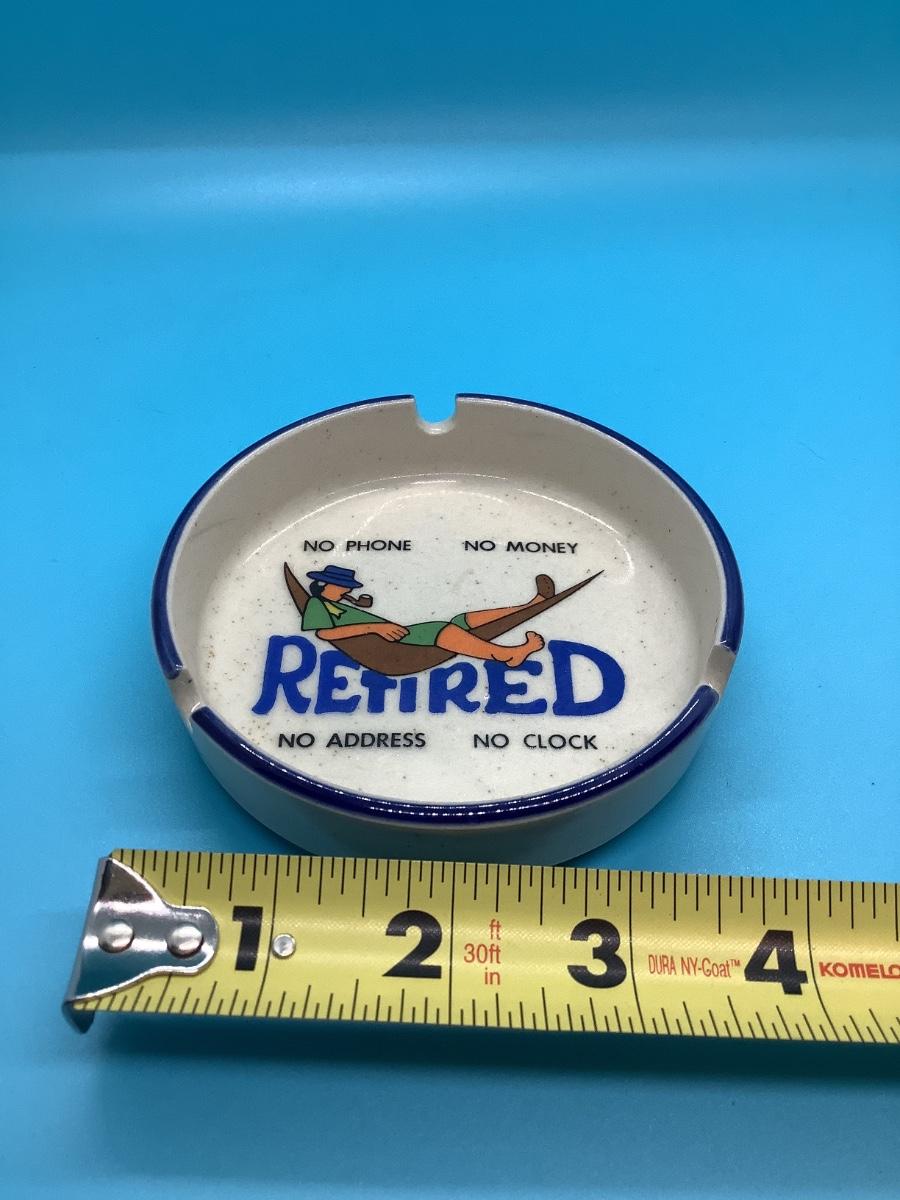 NO PHONE NO MONEY
RETIRED
NO ADDRESS NO CLOCK
1 2 ft 3 4
30ft DURA NY-Goat™ KOMELO
in